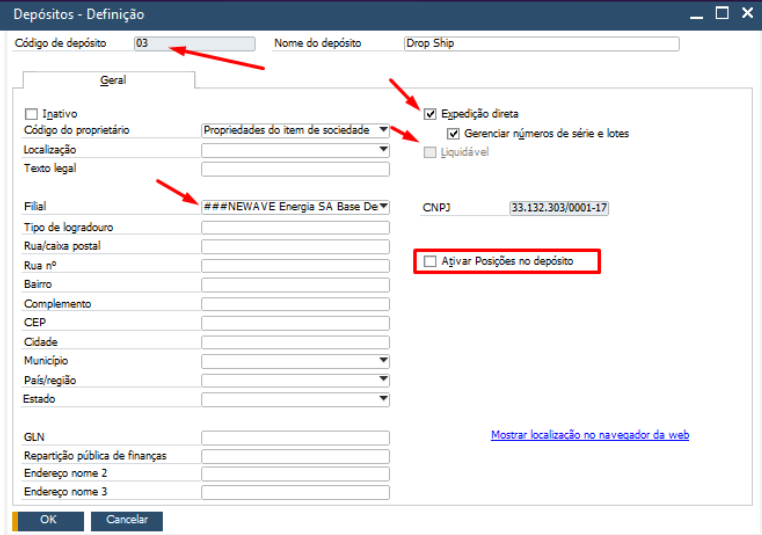 Depósitos - Definição
Código de depósito 03 Nome do depósito Drop Ship
Geral
Inativo Expedição direta
Código do proprietário Propriedades do item de sociedade Gerenciar números de série e lotes
Localização Liquidável
Texto legal
Filial ###NEWAVE Energia SA Base De CNPJ 33.132.303/0001-17
Tipo de logradouro
Rua/caixa postal
Rua nº Ativar Posições no depósito
Bairro
Complemento
CEP
Cidade
Município
País/região
Estado
GLN Mostrar localização no navegador da web
Repartição pública de finanças
Endereço nome 2
Endereço nome 3
OK Cancelar